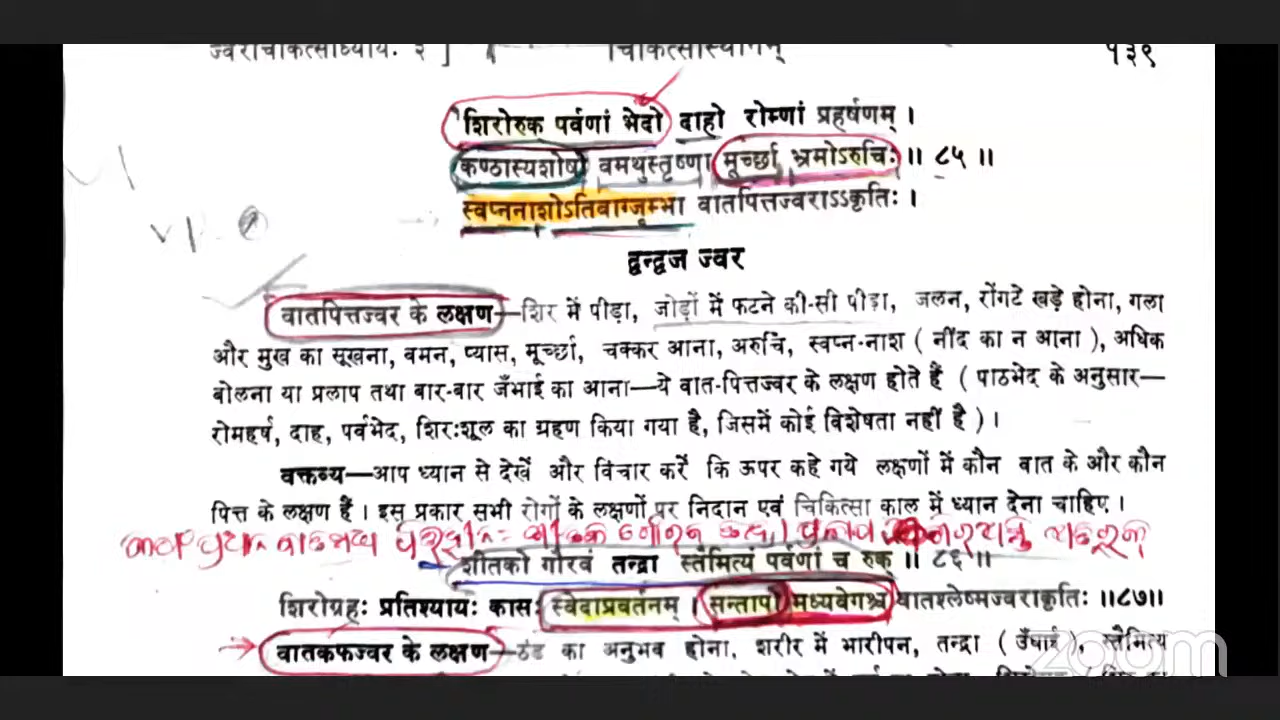 ज्वरचिकित्साध्यायः ३ ] चिकित्सास्थानम् १३९
शिरोरुक् पर्वणां भेदो दाहो रोम्णां प्रहर्षणम् ।
कण्ठास्यशोषो वमथुस्तृष्णा मूर्च्छा भ्रमोऽरुचिः ॥ ८५ ॥
स्वप्ननाशोऽतिवाग्जृम्भा वातपित्तज्वराऽऽकृतिः ।
द्वन्द्वज ज्वर
वातपित्तज्वर के लक्षण—शिर में पीड़ा, जोड़ों में फटने की-सी पीड़ा, जलन, रोंगटे खड़े होना, गला
और मुख का सूखना, वमन, प्यास, मूर्च्छा, चक्कर आना, अरुचि, स्वप्न-नाश ( नींद का न आना ), अधिक
बोलना या प्रलाप तथा बार-बार जँभाई का आना—ये वात-पित्तज्वर के लक्षण होते हैं ( पाठभेद के अनुसार—
रोमहर्ष, दाह, पर्वभेद, शिरःशूल का ग्रहण किया गया है, जिसमें कोई विशेषता नहीं है ) ।
वक्तव्य—आप ध्यान से देखें और विचार करें कि ऊपर कहे गये लक्षणों में कौन वात के और कौन
पित्त के लक्षण हैं । इस प्रकार सभी रोगों के लक्षणों पर निदान एवं चिकित्सा काल में ध्यान देना चाहिए ।
शीतको गौरवं तन्द्रा स्तैमित्यं पर्वणां च रुक् ॥ ८६ ॥
शिरोग्रहः प्रतिश्यायः कासः स्वेदाप्रवर्तनम् । सन्तापो मध्यवेगश्च वातश्लेष्मज्वराकृतिः ॥८७॥
वातकफज्वर के लक्षण—ठंड का अनुभव होना, शरीर में भारीपन, तन्द्रा ( उँघाई ), स्तैमित्य
zoom